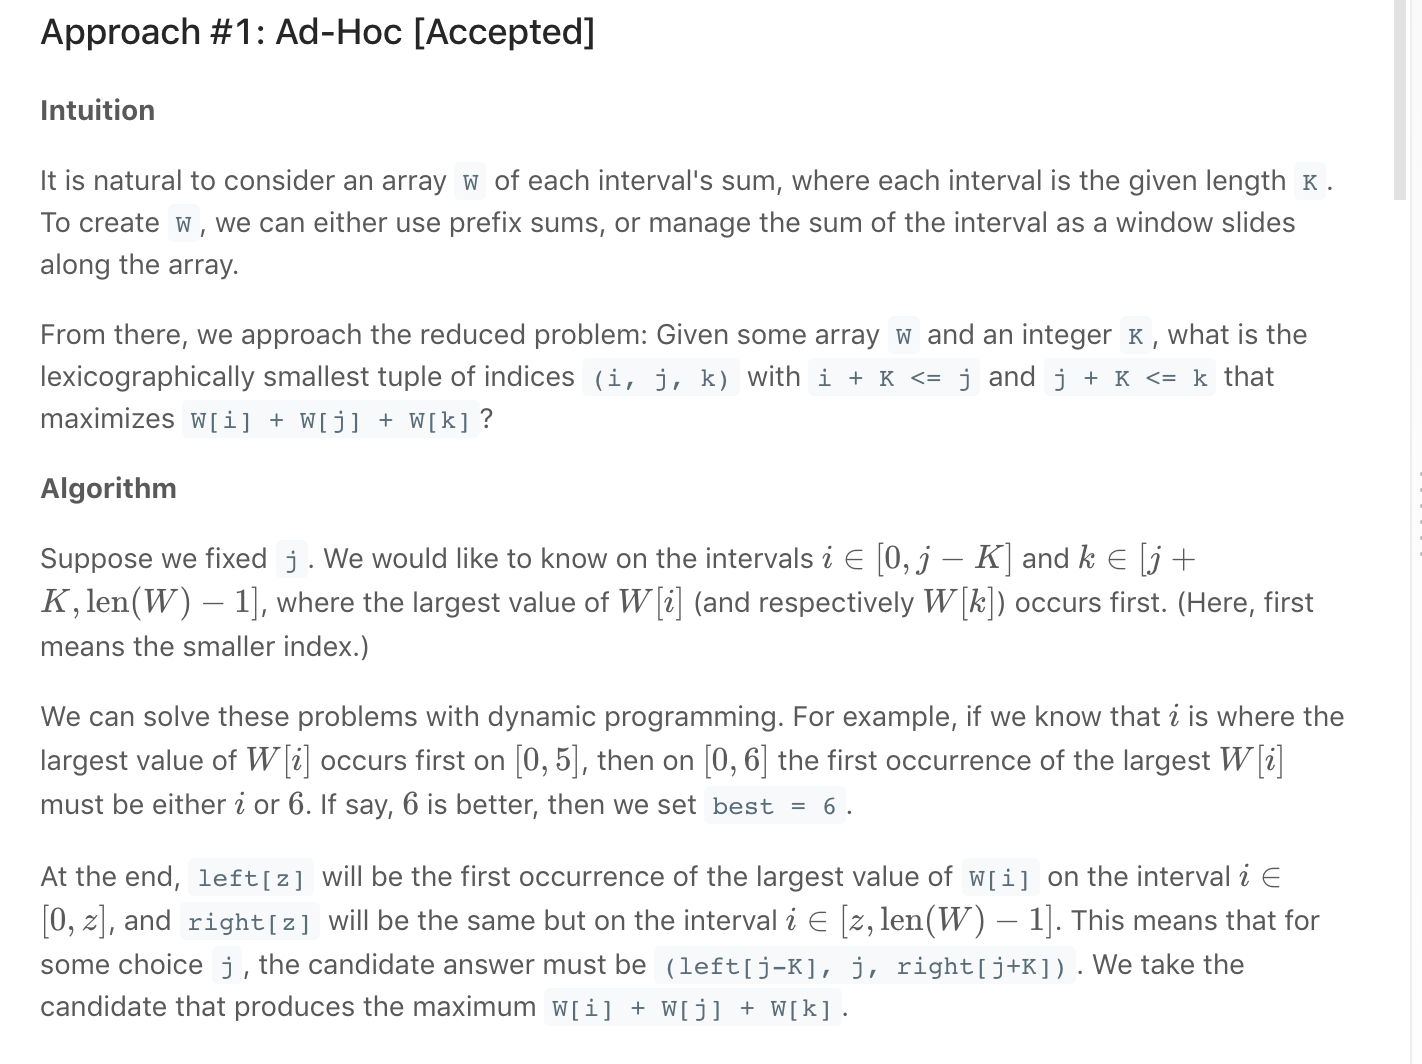 Approach #1: Ad-Hoc [Accepted]
Intuition
It is natural to consider an array W of each interval's sum, where each interval is the given length K.
To create W, we can either use prefix sums, or manage the sum of the interval as a window slides
along the array.
From there, we approach the reduced problem: Given some array W and an integer K, what is the
lexicographically smallest tuple of indices (i, j, k) with i + K <= j and j + K <= k that
maximizes W[i] + W[j] + W[k]?
Algorithm
Suppose we fixed j. We would like to know on the intervals i ∈ [0, j − K] and k ∈ [j +
K, len(W) − 1], where the largest value of W[i] (and respectively W[k]) occurs first. (Here, first
means the smaller index.)
We can solve these problems with dynamic programming. For example, if we know that i is where the
largest value of W[i] occurs first on [0, 5], then on [0, 6] the first occurrence of the largest W[i]
must be either i or 6. If say, 6 is better, then we set best = 6.
At the end, left[z] will be the first occurrence of the largest value of W[i] on the interval i ∈
[0, z], and right[z] will be the same but on the interval i ∈ [z, len(W) − 1]. This means that for
some choice j, the candidate answer must be (left[j-K], j, right[j+K]). We take the
candidate that produces the maximum W[i] + W[j] + W[k].